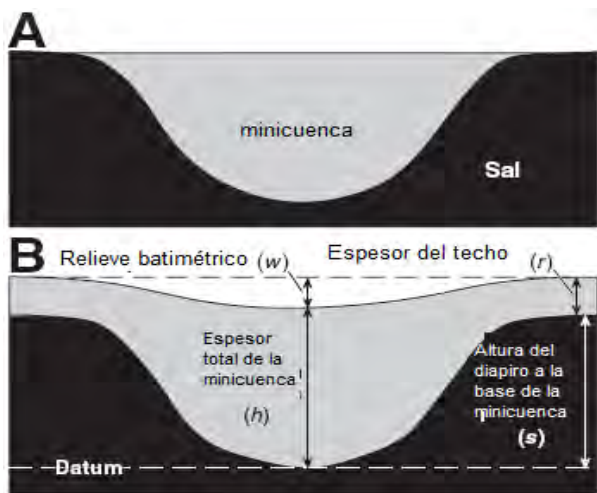 A
minicuenca
Sal
B
Relieve batimétrico (w)
Espesor del techo
(r)
Espesor
total de la
minicuenca
(h)
Altura del
diapiro a la
base de la
minicuenca
(s)
Datum